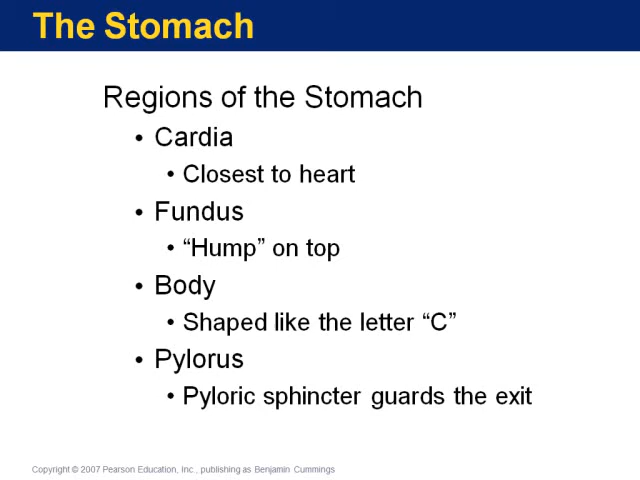 The Stomach
Regions of the Stomach
• Cardia
• Closest to heart
• Fundus
• “Hump” on top
• Body
• Shaped like the letter “C”
• Pylorus
• Pyloric sphincter guards the exit
Copyright © 2007 Pearson Education, Inc., publishing as Benjamin Cummings